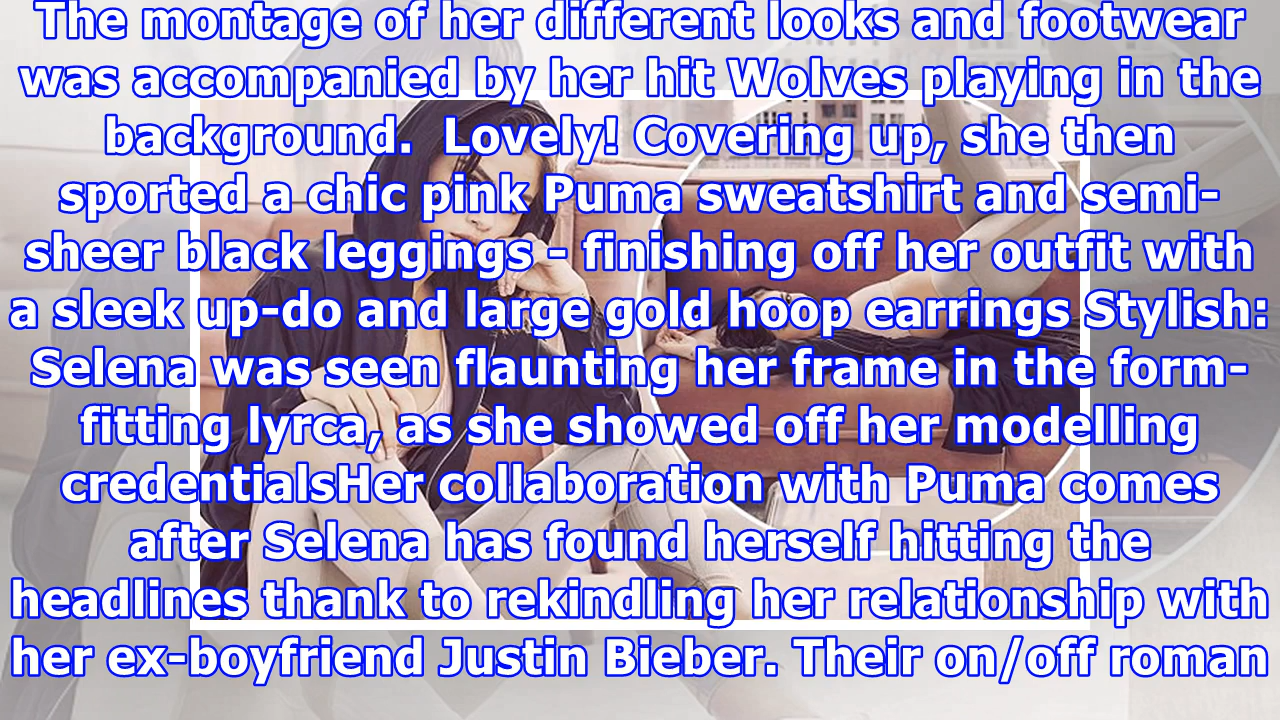 The montage of her different looks and footwear
was accompanied by her hit Wolves playing in the
background.  Lovely! Covering up, she then
sported a chic pink Puma sweatshirt and semi-
sheer black leggings - finishing off her outfit with
a sleek up-do and large gold hoop earrings Stylish:
Selena was seen flaunting her frame in the form-
fitting lyrca, as she showed off her modelling
credentialsHer collaboration with Puma comes
after Selena has found herself hitting the
headlines thank to rekindling her relationship with
her ex-boyfriend Justin Bieber. Their on/off roman